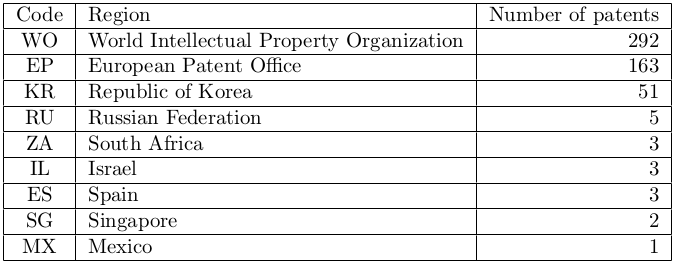 Code Region Number of patents
WO World Intellectual Property Organization 292
EP European Patent Office 163
KR Republic of Korea 51
RU Russian Federation 5
ZA South Africa 3
IL Israel 3
ES Spain 3
SG Singapore 2
MX Mexico 1